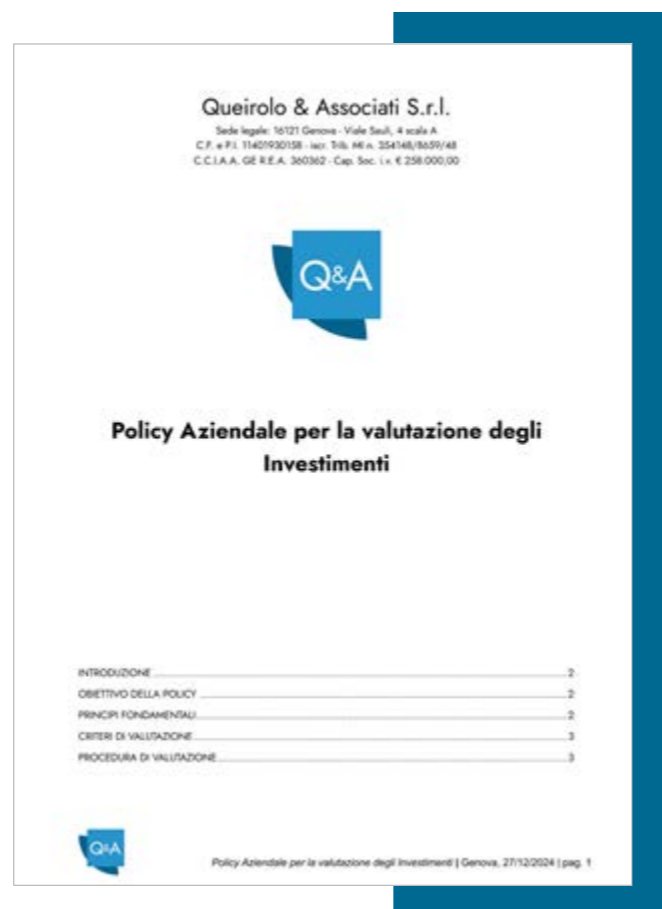 Queirolo & Associati S.r.l.
Sede legale: 16121 Genova - Viale Sauli, 4 scala A
C.F. e P.I. 11401930158 - iscr. Trib. MI n. 354148/8659/48
C.C.I.A.A. GE R.E.A. 360362 - Cap. Soc. i.v. € 258.000,00
Q&A
Policy Aziendale per la valutazione degli
Investimenti
INTRODUZIONE 2
OBIETTIVO DELLA POLICY 2
PRINCIPI FONDAMENTALI 2
CRITERI DI VALUTAZIONE 3
PROCEDURA DI VALUTAZIONE 3
Q&A
Policy Aziendale per la valutazione degli Investimenti | Genova, 27/12/2024 | pag. 1